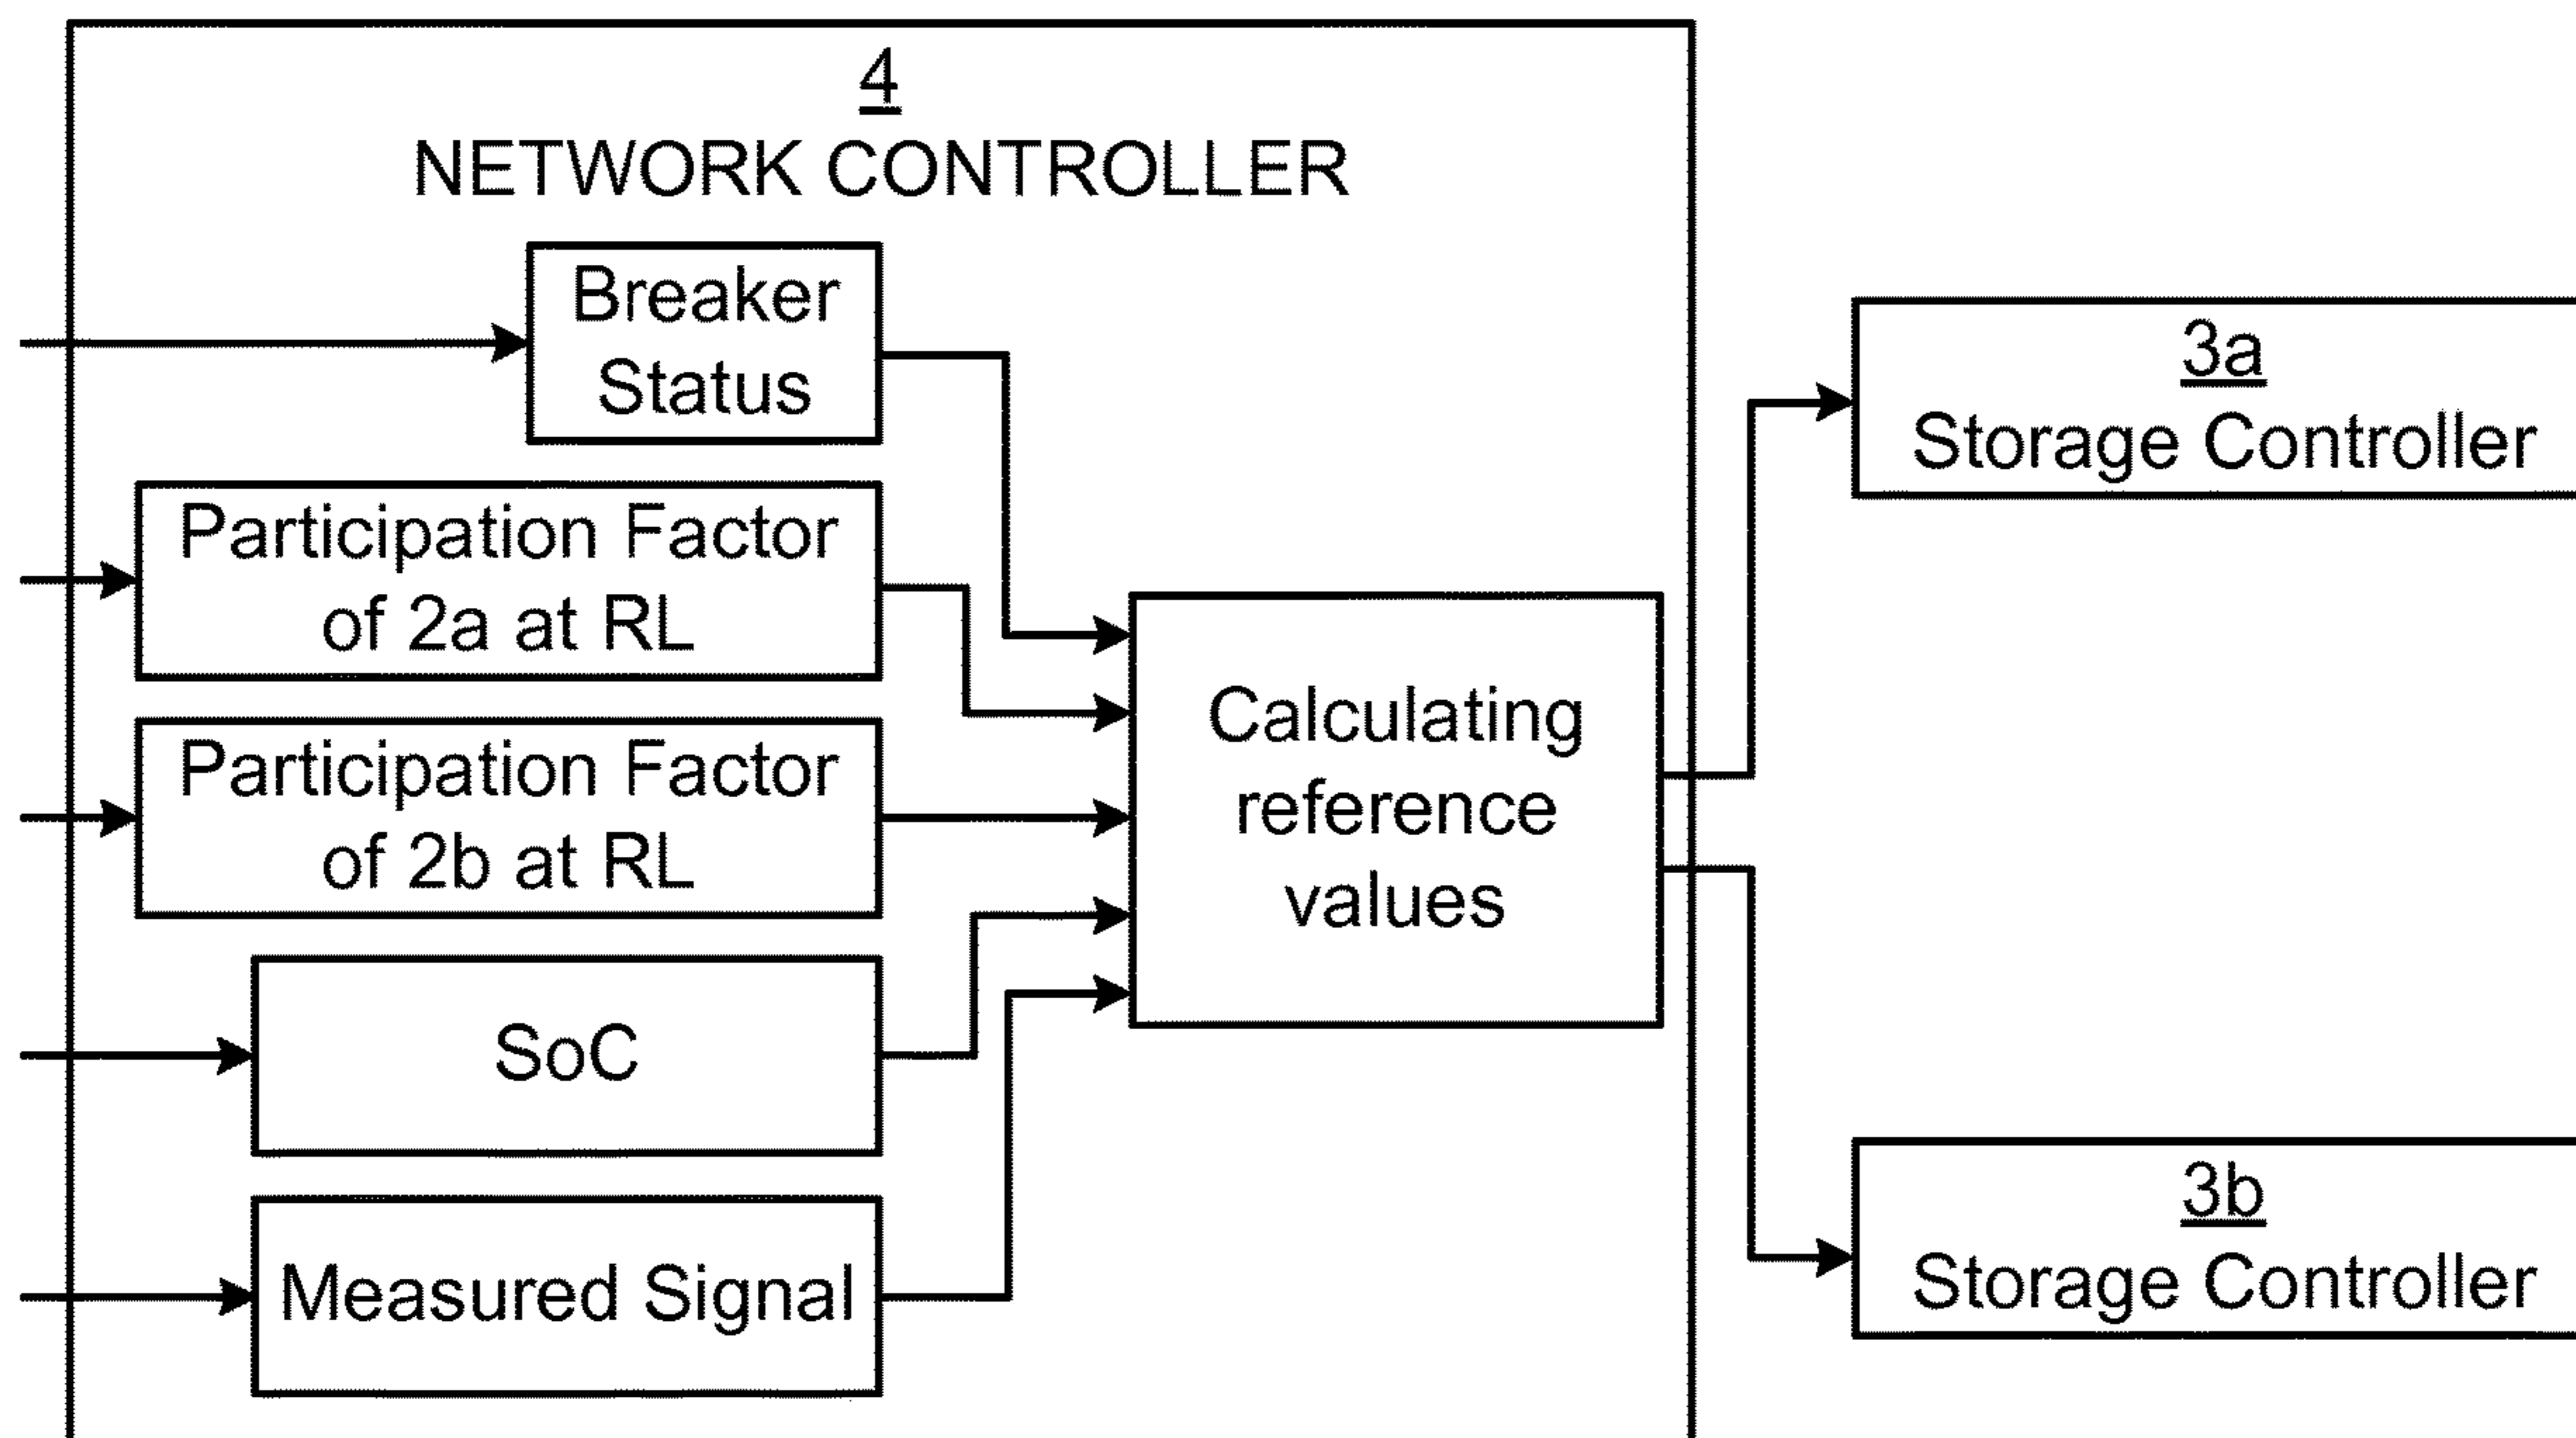 4
NETWORK CONTROLLER
Breaker
Status
Participation Factor
of 2a at RL
Participation Factor
of 2b at RL
SoC
Measured Signal
Calculating
reference
values
3a
Storage Controller
3b
Storage Controller